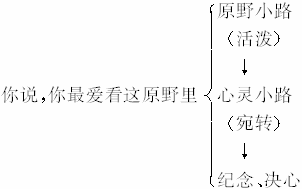 原野小路
（活泼）
↓
你说，你最爱看这原野里
心灵小路
（宛转）
↓
纪念、决心